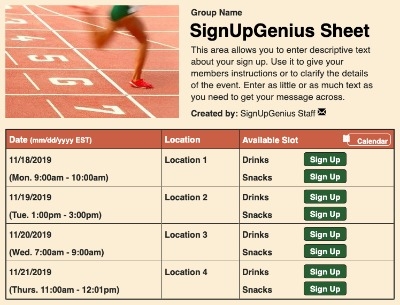 Group Name
SignUpGenius Sheet
This area allows you to enter descriptive text
about your sign up. Use it to give your
members instructions or to clarify the details
of the event. Enter as little or as much text as
you need to get your message across.
Created by: SignUpGenius Staff
Date (mm/dd/yyyy EST) Location Available Slot Calendar
11/18/2019 Location 1 Drinks Sign Up
(Mon. 9:00am - 10:00am) Snacks Sign Up
11/19/2019 Location 2 Drinks Sign Up
(Tue. 1:00pm - 3:00pm) Snacks Sign Up
11/20/2019 Location 3 Drinks Sign Up
(Wed. 7:00am - 9:00am) Snacks Sign Up
11/21/2019 Location 4 Drinks Sign Up
(Thurs. 11:00am - 12:01pm) Snacks Sign Up